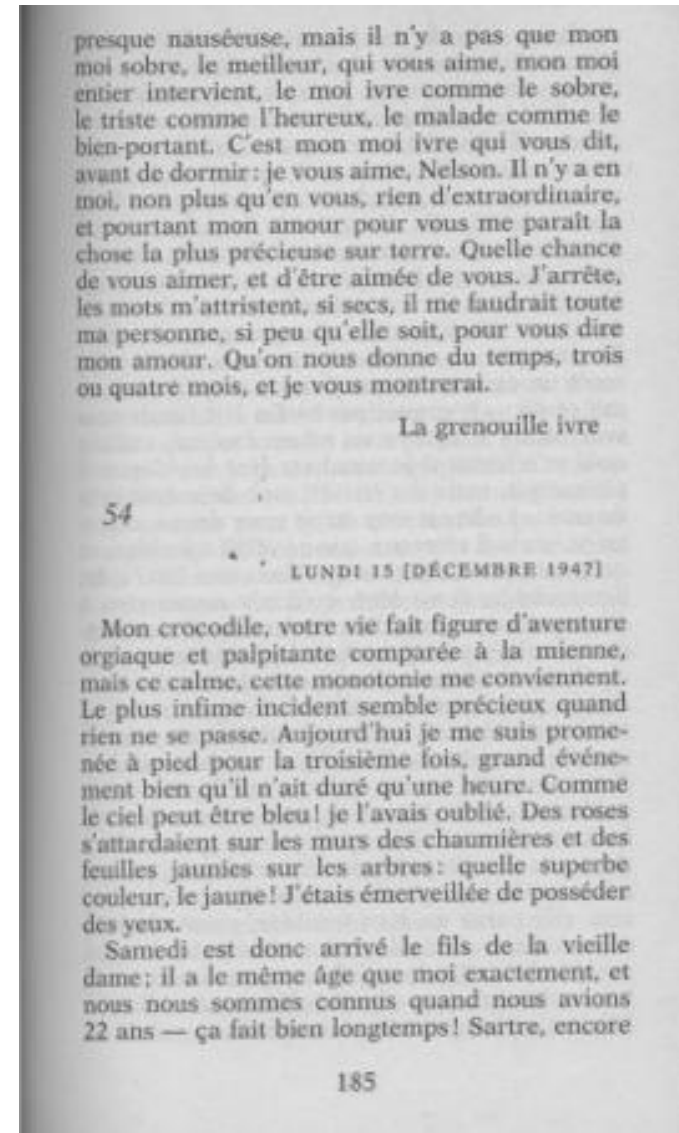 presque nauséeuse, mais il n'y a pas que mon
moi sobre, le meilleur, qui vous aime, mon moi
entier intervient, le moi ivre comme le sobre,
le triste comme l'heureux, le malade comme le
bien-portant. C'est mon moi ivre qui vous dit,
avant de dormir : je vous aime, Nelson. Il n'y a en
moi, non plus qu'en vous, rien d'extraordinaire,
et pourtant mon amour pour vous me paraît la
chose la plus précieuse sur terre. Quelle chance
de vous aimer, et d'être aimée de vous. J'arrête,
les mots m'attristent, si secs, il me faudrait toute
ma personne, si peu qu'elle soit, pour vous dire
mon amour. Qu'on nous donne du temps, trois
ou quatre mois, et je vous montrerai.
La grenouille ivre
54
LUNDI 15 [DÉCEMBRE 1947]
Mon crocodile, votre vie fait figure d'aventure
orgiaque et palpitante comparée à la mienne,
mais ce calme, cette monotonie me conviennent.
Le plus infime incident semble précieux quand
rien ne se passe. Aujourd'hui je me suis prome-
née à pied pour la troisième fois, grand événe-
ment bien qu'il n'ait duré qu'une heure. Comme
le ciel peut être bleu ! je l'avais oublié. Des roses
s'attardaient sur les murs des chaumières et des
feuilles jaunies sur les arbres : quelle superbe
couleur, le jaune ! J'étais émerveillée de posséder
des yeux.
Samedi est donc arrivé le fils de la vieille
dame ; il a le même âge que moi exactement, et
nous nous sommes connus quand nous avions
22 ans — ça fait bien longtemps ! Sartre, encore
185